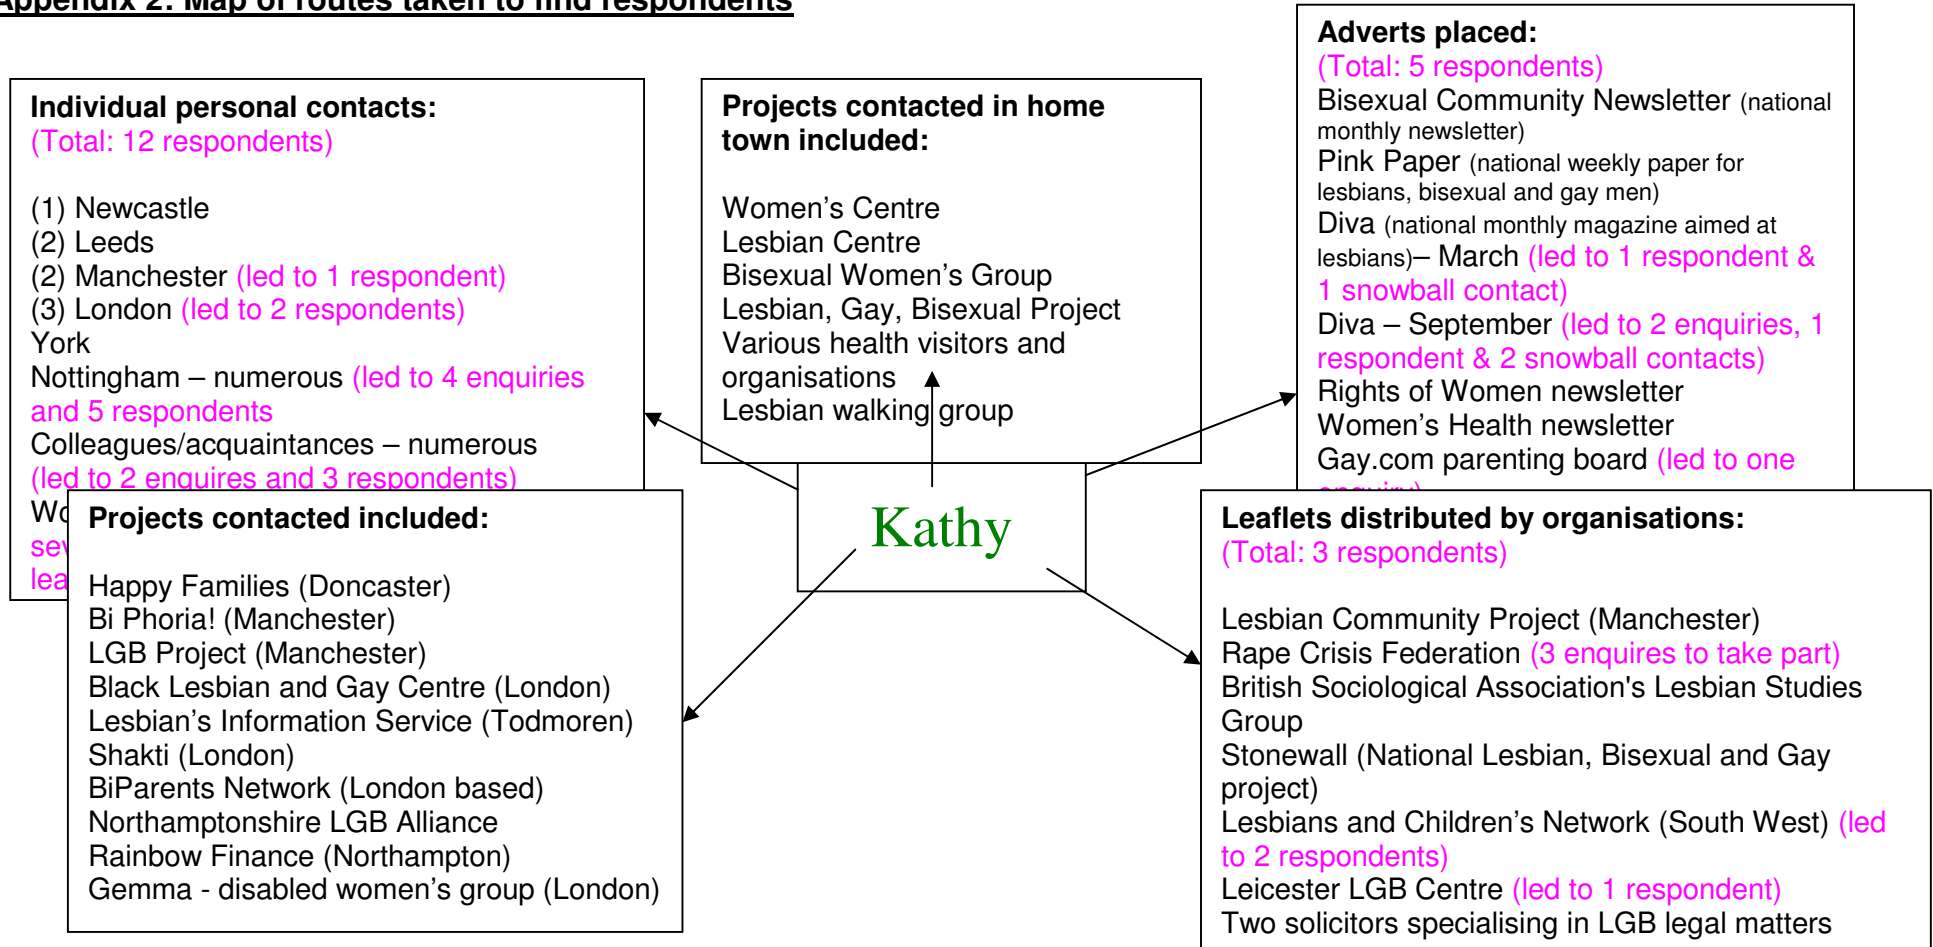 Appendix 2: Map of routes taken to find respondents
Individual personal contacts:
(Total: 12 respondents)
(1) Newcastle
(2) Leeds
(2) Manchester (led to 1 respondent)
(3) London (led to 2 respondents)
York
Nottingham – numerous (led to 4 enquiries
and 5 respondents
Colleagues/acquaintances – numerous
(led to 2 enquires and 3 respondents)
Projects contacted in home
town included:
Women’s Centre
Lesbian Centre
Bisexual Women’s Group
Lesbian, Gay, Bisexual Project
Various health visitors and
organisations
Lesbian walking group
Adverts placed:
(Total: 5 respondents)
Bisexual Community Newsletter (national
monthly newsletter)
Pink Paper (national weekly paper for
lesbians, bisexual and gay men)
Diva (national monthly magazine aimed at
lesbians)– March (led to 1 respondent &
1 snowball contact)
Diva – September (led to 2 enquiries, 1
respondent & 2 snowball contacts)
Rights of Women newsletter
Women’s Health newsletter
Gay.com parenting board (led to one
enquiry)
Kathy
Projects contacted included:
Happy Families (Doncaster)
Bi Phoria! (Manchester)
LGB Project (Manchester)
Black Lesbian and Gay Centre (London)
Lesbian’s Information Service (Todmoren)
Shakti (London)
BiParents Network (London based)
Northamptonshire LGB Alliance
Rainbow Finance (Northampton)
Gemma - disabled women’s group (London)
Leaflets distributed by organisations:
(Total: 3 respondents)
Lesbian Community Project (Manchester)
Rape Crisis Federation (3 enquires to take part)
British Sociological Association's Lesbian Studies
Group
Stonewall (National Lesbian, Bisexual and Gay
project)
Lesbians and Children’s Network (South West) (led
to 2 respondents)
Leicester LGB Centre (led to 1 respondent)
Two solicitors specialising in LGB legal matters